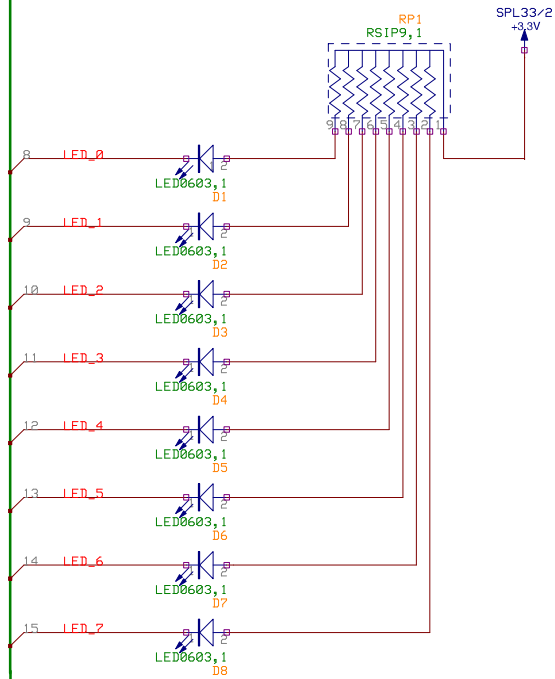 SPL33/2
+3.3V
RP1
RSIP9,1
9 8 7 6 5 4 3 2 1
8 LED_0 1 2
LED0603,1
D1
9 LED_1 1 2
LED0603,1
D2
10 LED_2 1 2
LED0603,1
D3
11 LED_3 1 2
LED0603,1
D4
12 LED_4 1 2
LED0603,1
D5
13 LED_5 1 2
LED0603,1
D6
14 LED_6 1 2
LED0603,1
D7
15 LED_7 1 2
LED0603,1
D8